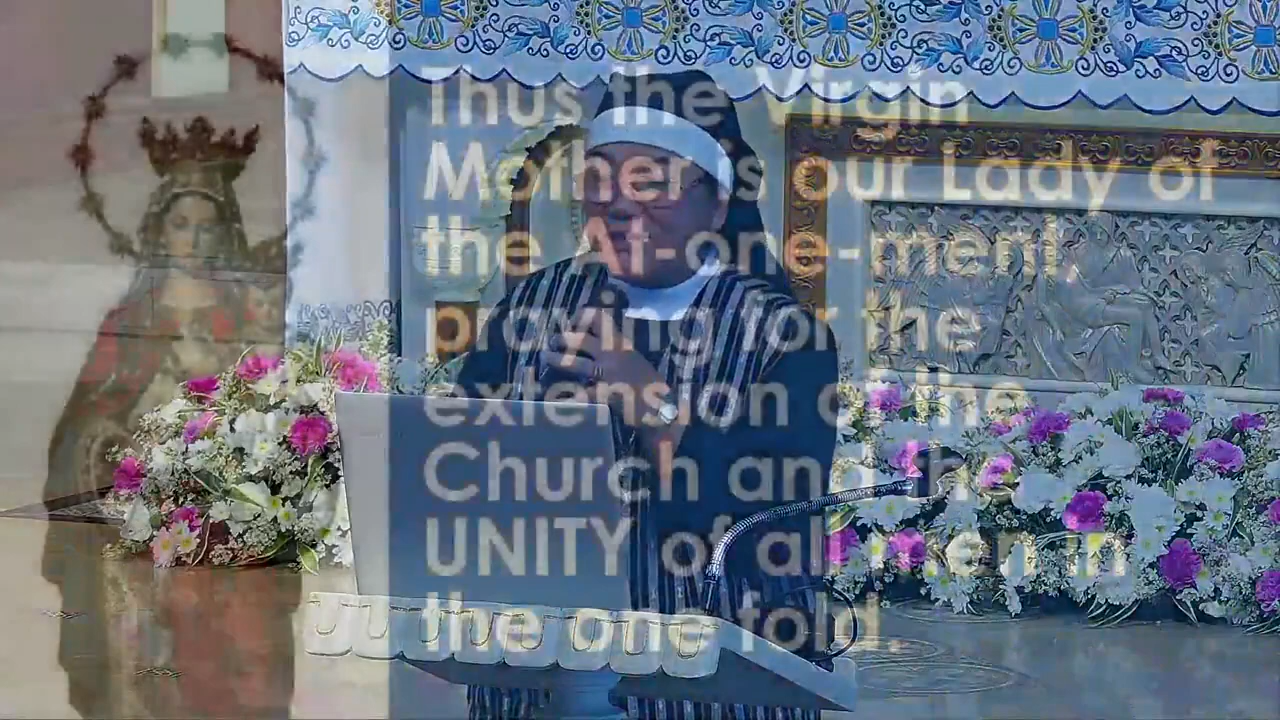 Thus the Virgin
Mother is our Lady of
the At-one-ment
praying for the
extension of the
Church and the
UNITY of all men in
the one fold.